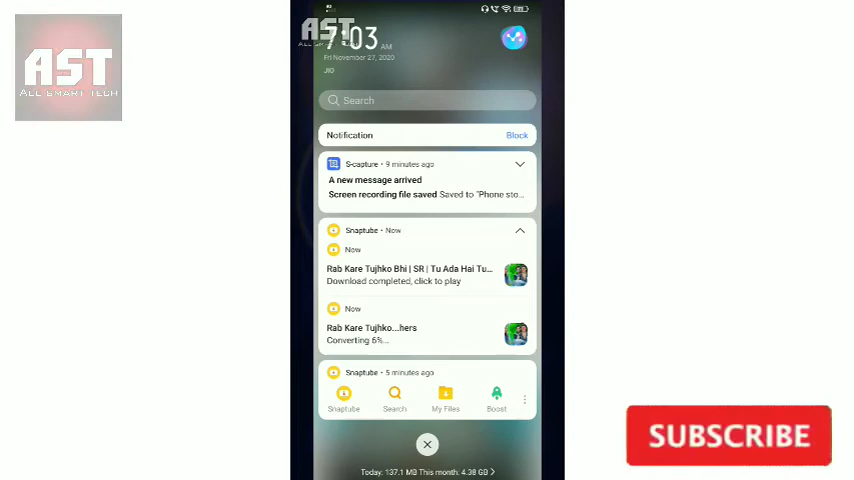 AST
ALL SMART TECH
AST
7:03 AM
Fri November 27, 2020
JIO
Search
Notification Block
S-capture • 9 minutes ago
A new message arrived
Screen recording file saved Saved to "Phone sto...
Snaptube • Now
Now
Rab Kare Tujhko Bhi | SR | Tu Ada Hai Tu...
Download completed, click to play
Now
Rab Kare Tujhko...hers
Converting 6%...
Snaptube • 5 minutes ago
Snaptube Search My Files Boost
Today: 137.1 MB This month: 4.38 GB >
SUBSCRIBE